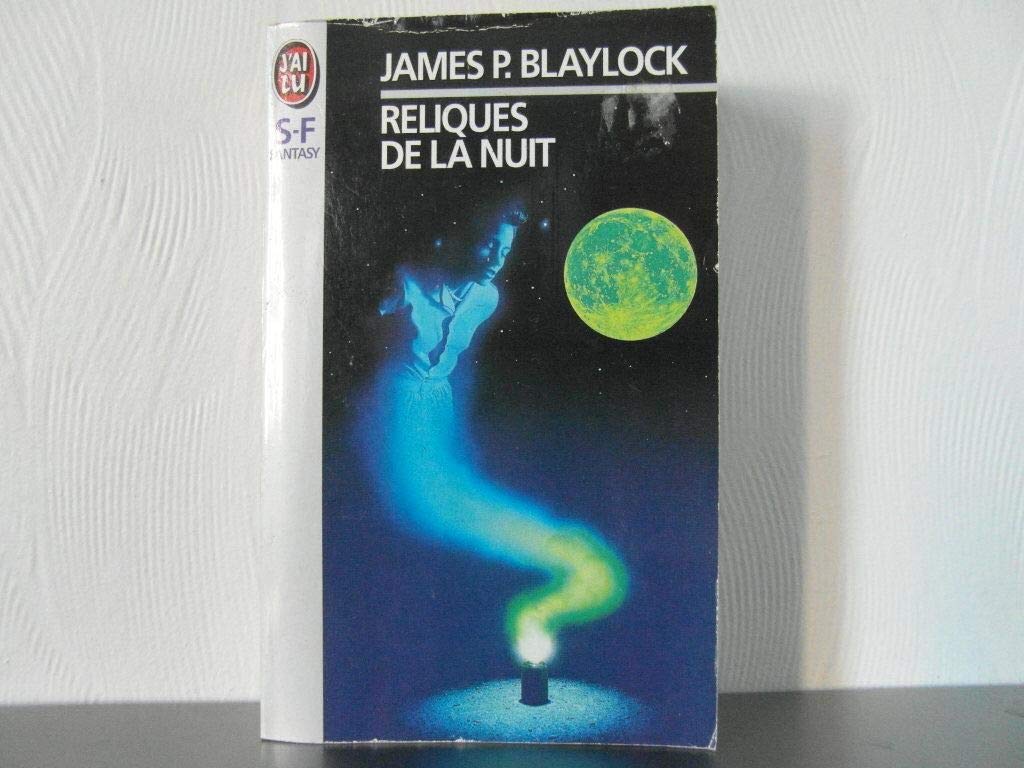 J'AI
LU
S-F
FANTASY
JAMES P. BLAYLOCK
RELIQUES
DE LA NUIT